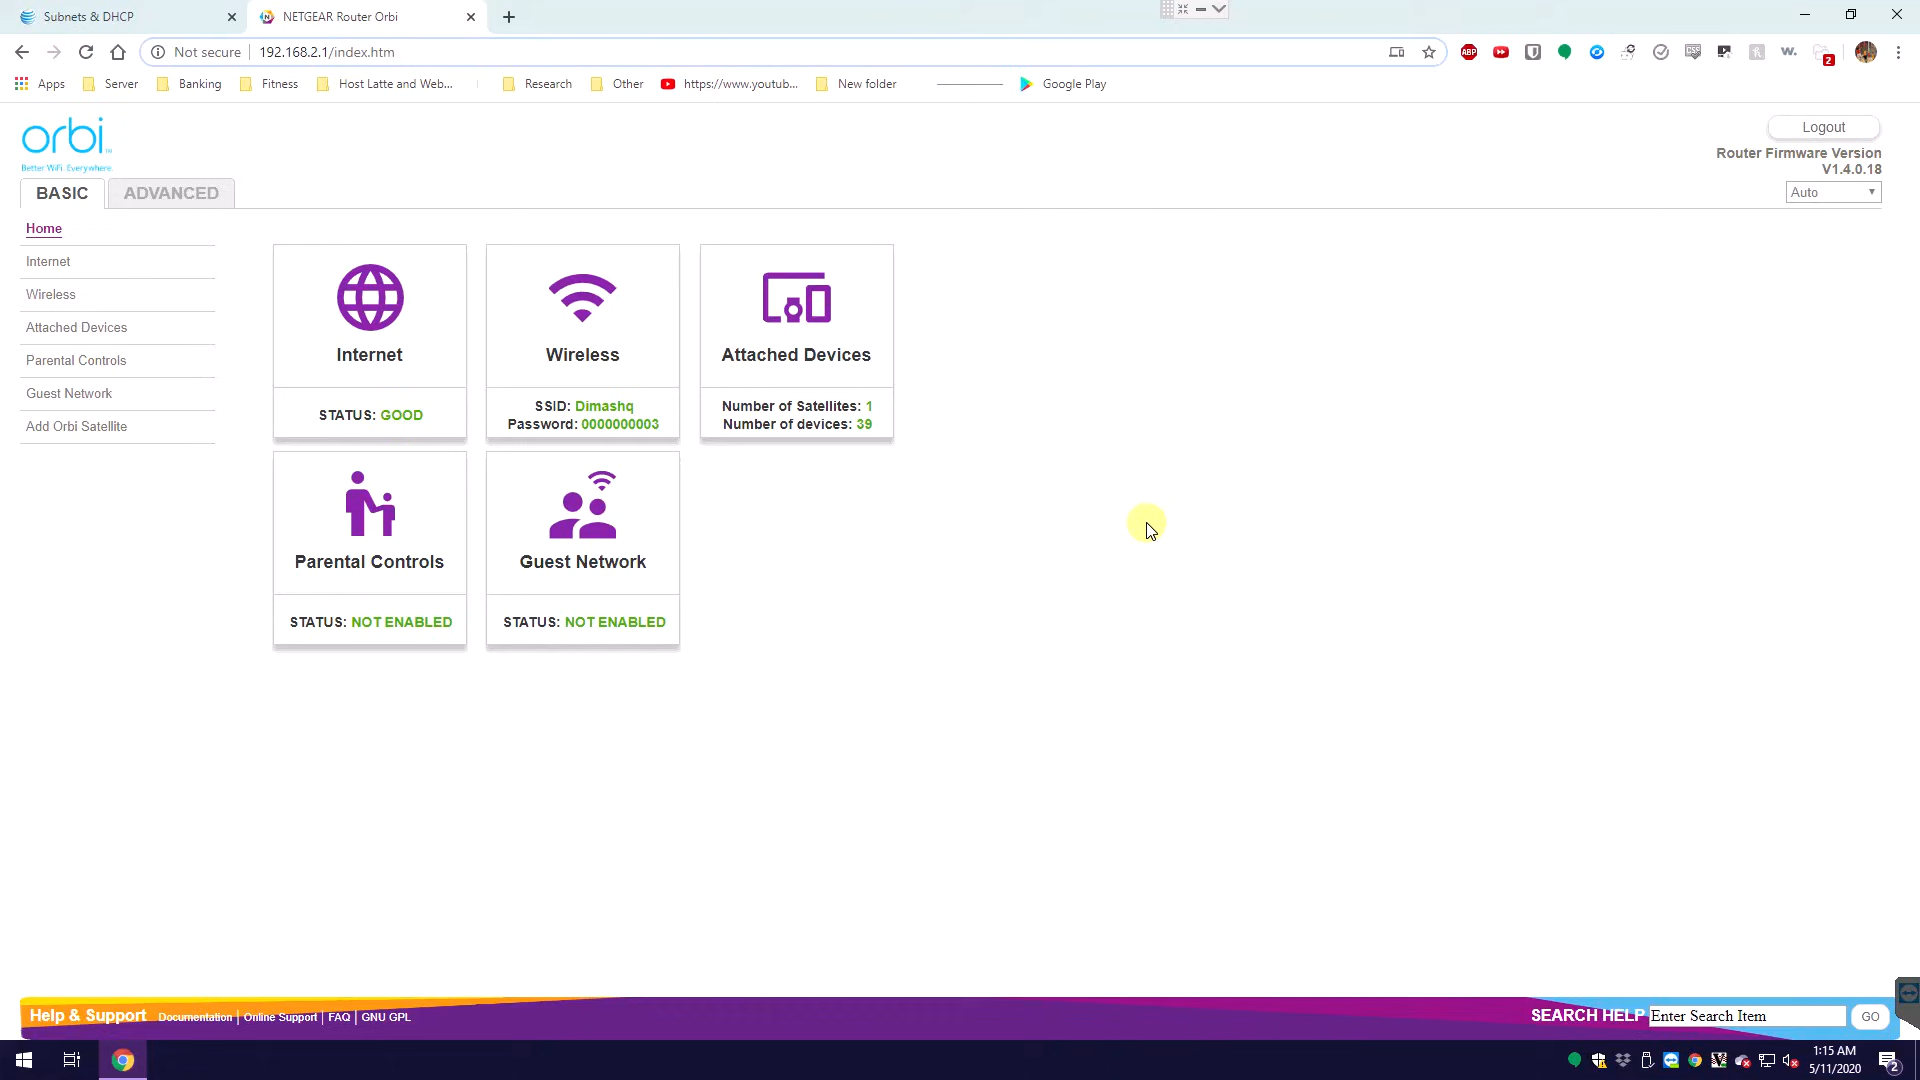 Subnets & DHCP
NETGEAR Router Orbi
Not secure
192.168.2.1/index.htm
ABP
CSS
w.
2
Apps
Server
Banking
Fitness
Host Latte and Web...
Research
Other
https://www.youtub...
New folder
Google Play
orbi
Better WiFi. Everywhere.
Logout
Router Firmware Version
V1.4.0.18
BASIC
ADVANCED
Auto
Home
Internet
Wireless
Attached Devices
Parental Controls
Guest Network
Add Orbi Satellite
Internet
STATUS: GOOD
Wireless
SSID: Dimashq
Password: 0000000003
Attached Devices
Number of Satellites: 1
Number of devices: 39
Parental Controls
STATUS: NOT ENABLED
Guest Network
STATUS: NOT ENABLED
Help & Support
Documentation | Online Support | FAQ | GNU GPL
SEARCH HELP
Enter Search Item
GO
1:15 AM
5/11/2020
2